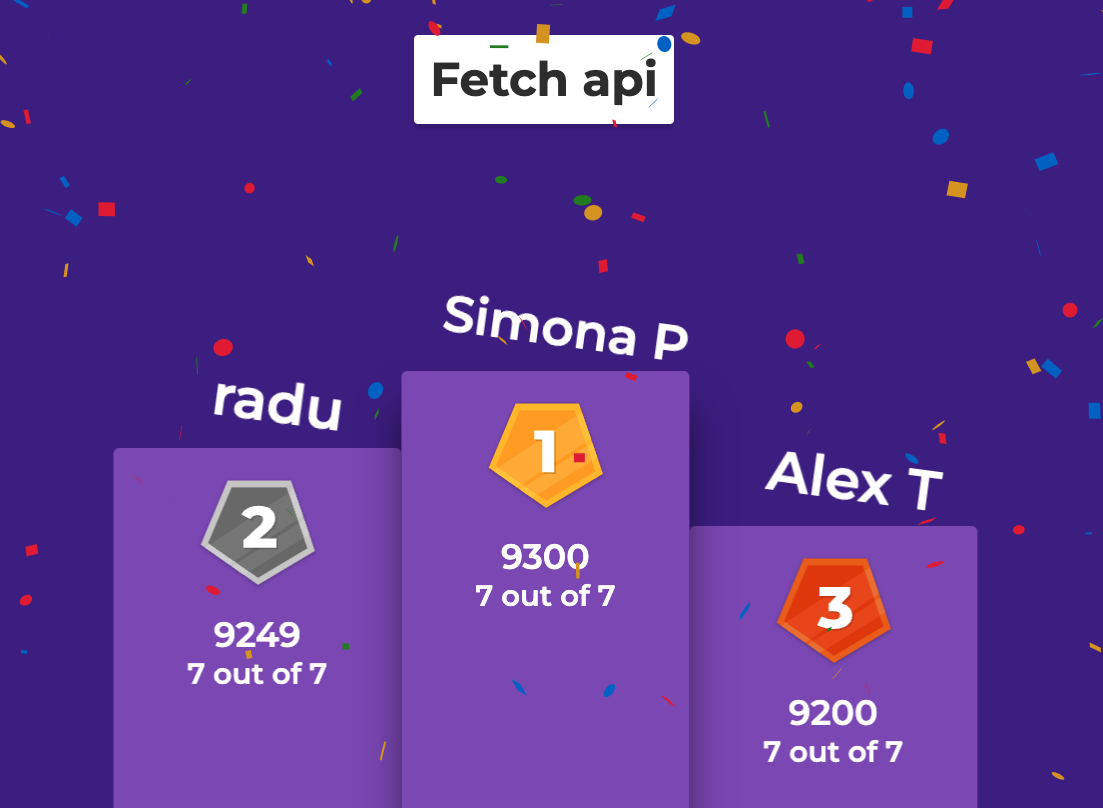 Fetch api
Simona P
1
9300
7 out of 7
radu
2
9249
7 out of 7
Alex T
3
9200
7 out of 7